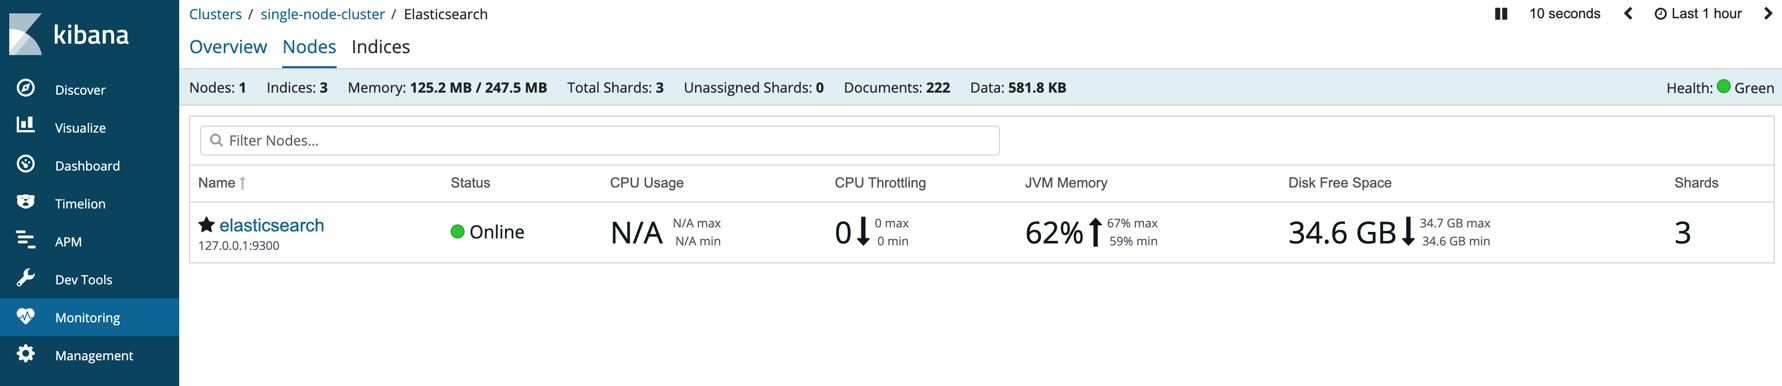 kibana
Discover
Visualize
Dashboard
Timelion
APM
Dev Tools
Monitoring
Management
Clusters / single-node-cluster / Elasticsearch
10 seconds Last 1 hour
Overview Nodes Indices
Nodes: 1 Indices: 3 Memory: 125.2 MB / 247.5 MB Total Shards: 3 Unassigned Shards: 0 Documents: 222 Data: 581.8 KB Health: Green
Filter Nodes...
Name Status CPU Usage CPU Throttling JVM Memory Disk Free Space Shards
elasticsearch Online N/A N/A max 0 0 max 62% 67% max 34.6 GB 34.7 GB max 3
127.0.0.1:9300 N/A min 0 min 59% min 34.6 GB min